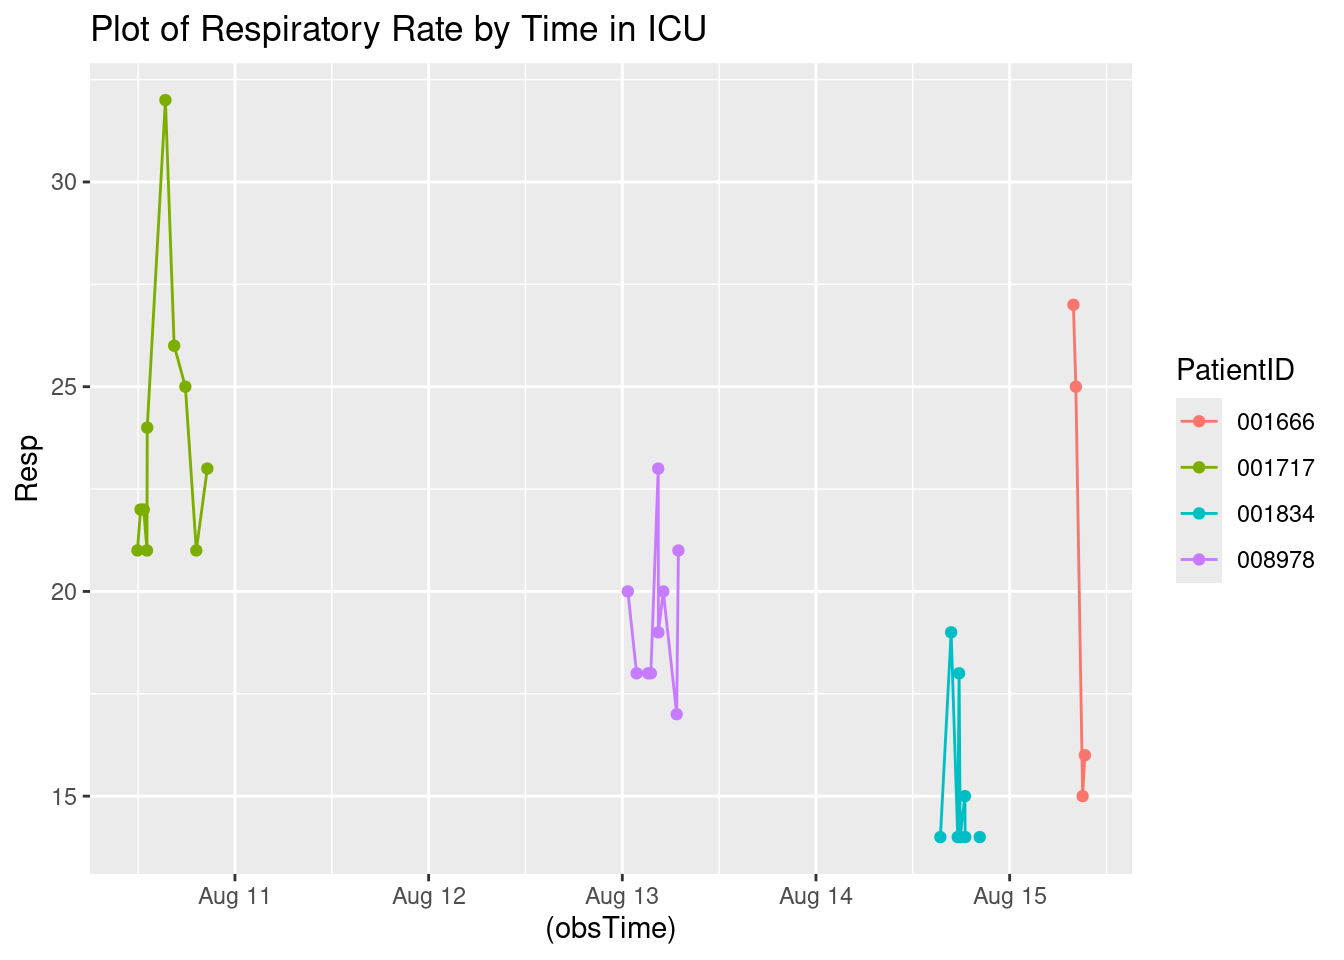 Plot of Respiratory Rate by Time in ICU
30
25
20
15
Resp
Aug 11 Aug 12 Aug 13 Aug 14 Aug 15
(obsTime)
PatientID
001666
001717
001834
008978